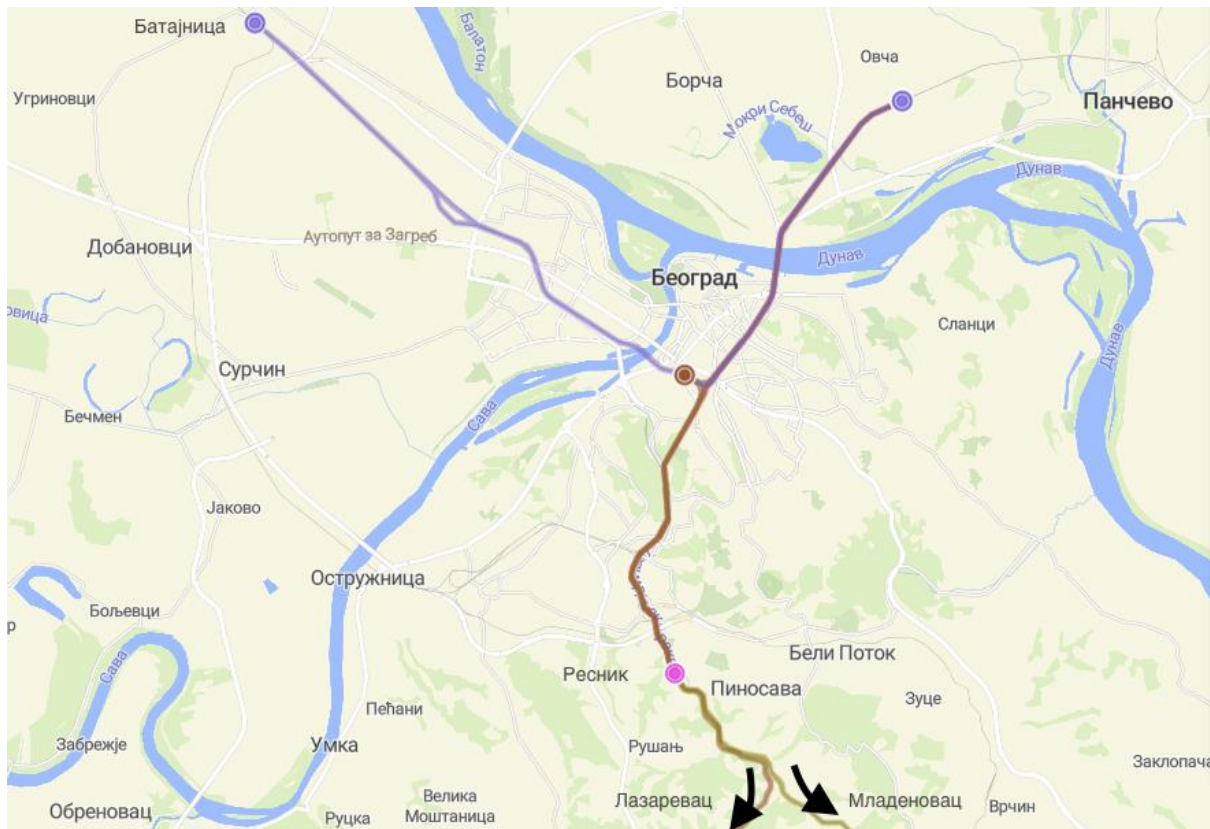 Батајница
Балатон
Овча
Борча
Угриновци
Панчево
Мокри Себеш
Дунав
Аутопут за Загреб
Добановци
Дунав
Београд
овица
Сланци
Дунав
Сурчин
Бечмен
Сава
Јаково
Остружница
Бољевци
р
Бели Поток
Сава
Ресник
Пиносава
Зуце
Пећани
Забрежје
Умка
Рушањ
Заклопача
Обреновац
Руцка
Велика
Моштаница
Лазаревац
Младеновац
Врчин